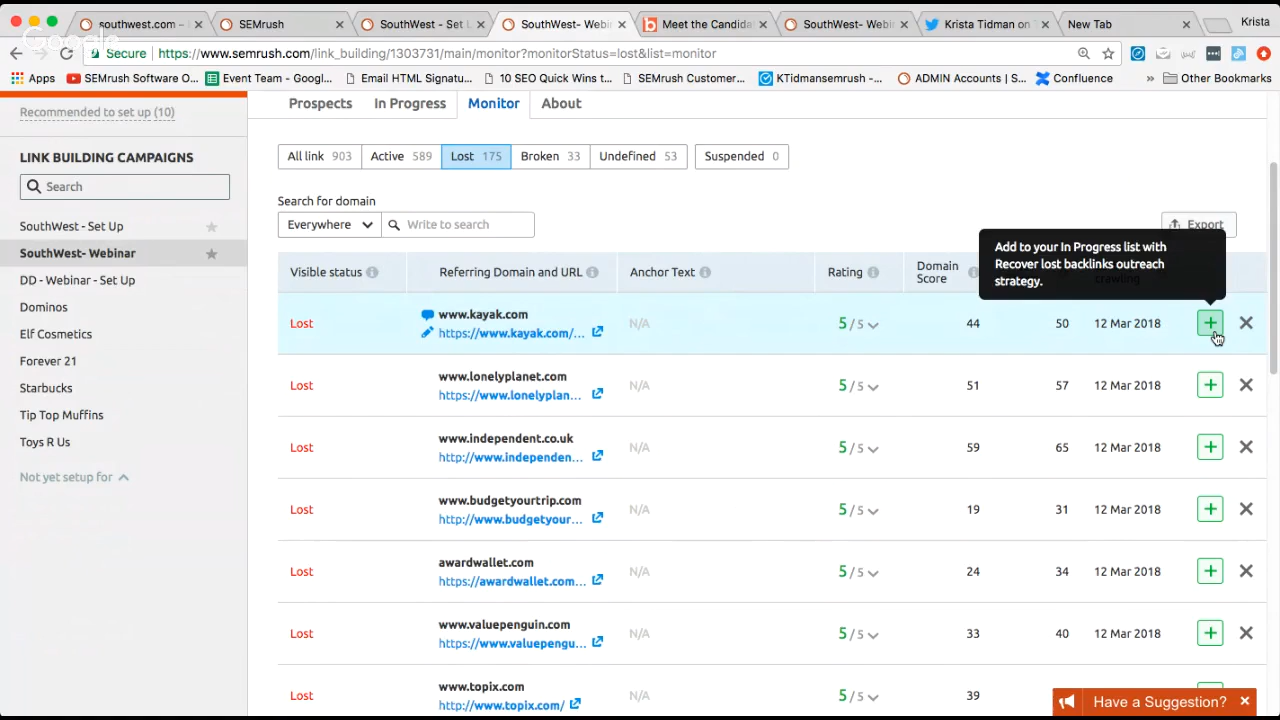 southwest.com –
SEMrush
SouthWest - Set U
SouthWest- Webin
Meet the Candida
SouthWest- Webin
Krista Tidman on
New Tab
Krista
Google
Secure
https://www.semrush.com/link_building/1303731/main/monitor?monitorStatus=lost&list=monitor
Apps
SEMrush Software O...
Event Team - Googl...
Email HTML Signatu...
10 SEO Quick Wins t...
SEMrush Customer...
KTidmansemrush -...
ADMIN Accounts | S...
Confluence
»
Other Bookmarks
Recommended to set up (10)
LINK BUILDING CAMPAIGNS
Search
SouthWest - Set Up
SouthWest- Webinar
DD - Webinar - Set Up
Dominos
Elf Cosmetics
Forever 21
Starbucks
Tip Top Muffins
Toys R Us
Not yet setup for
Prospects In Progress Monitor About
All link 903 Active 589 Lost 175 Broken 33 Undefined 53 Suspended 0
Search for domain
Everywhere Write to search
Export
Add to your In Progress list with
Recover lost backlinks outreach
strategy.
Visible status Referring Domain and URL Anchor Text Rating Domain
Score
crawling
Lost www.kayak.com N/A 5 / 5 44 50 12 Mar 2018
https://www.kayak.com/...
Lost www.lonelyplanet.com N/A 5 / 5 51 57 12 Mar 2018
https://www.lonelyplan...
Lost www.independent.co.uk N/A 5 / 5 59 65 12 Mar 2018
http://www.independen...
Lost www.budgetyourtrip.com N/A 5 / 5 19 31 12 Mar 2018
http://www.budgetyour...
Lost awardwallet.com N/A 5 / 5 24 34 12 Mar 2018
https://awardwallet.com...
Lost www.valuepenguin.com N/A 5 / 5 33 40 12 Mar 2018
https://www.valuepengu...
Lost www.topix.com N/A 5 / 5 39
http://www.topix.com/
Have a Suggestion?